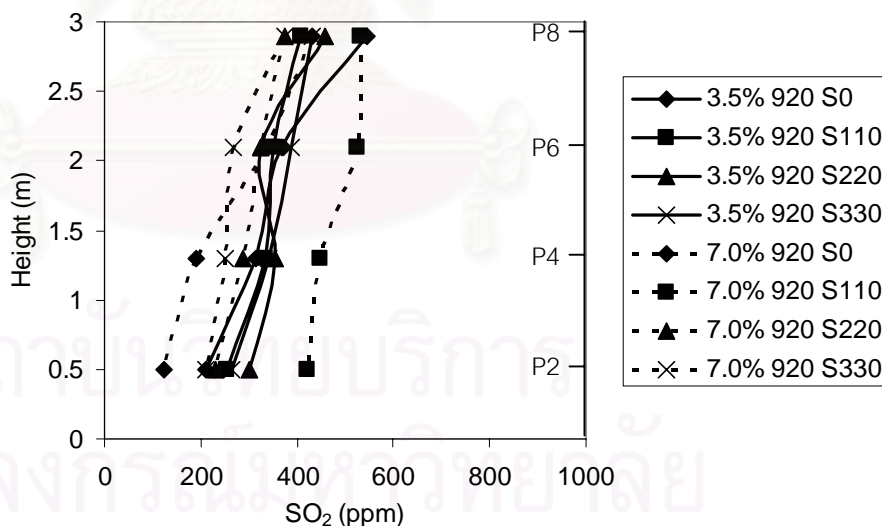 3
2.5
2
1.5
1
0.5
0
Height (m)
0 200 400 600 800 1000
SO₂ (ppm)
P8
P6
P4
P2
3.5% 920 S0
3.5% 920 S110
3.5% 920 S220
3.5% 920 S330
7.0% 920 S0
7.0% 920 S110
7.0% 920 S220
7.0% 920 S330